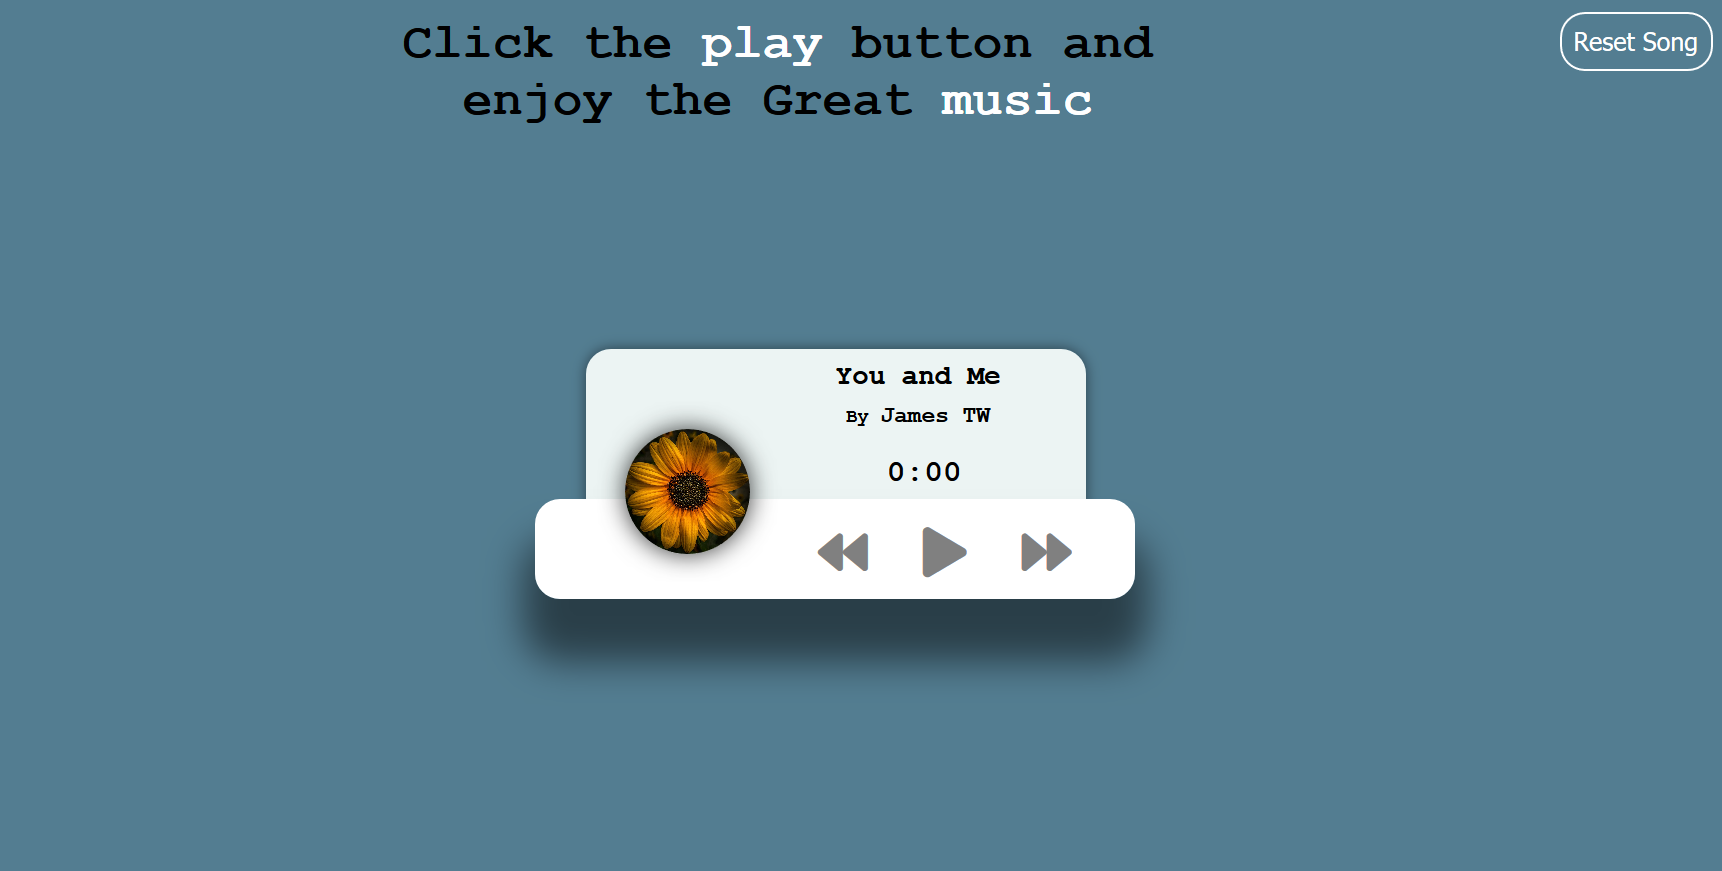 Click the play button and
enjoy the Great music
Reset Song
You and Me
By James TW
0:00